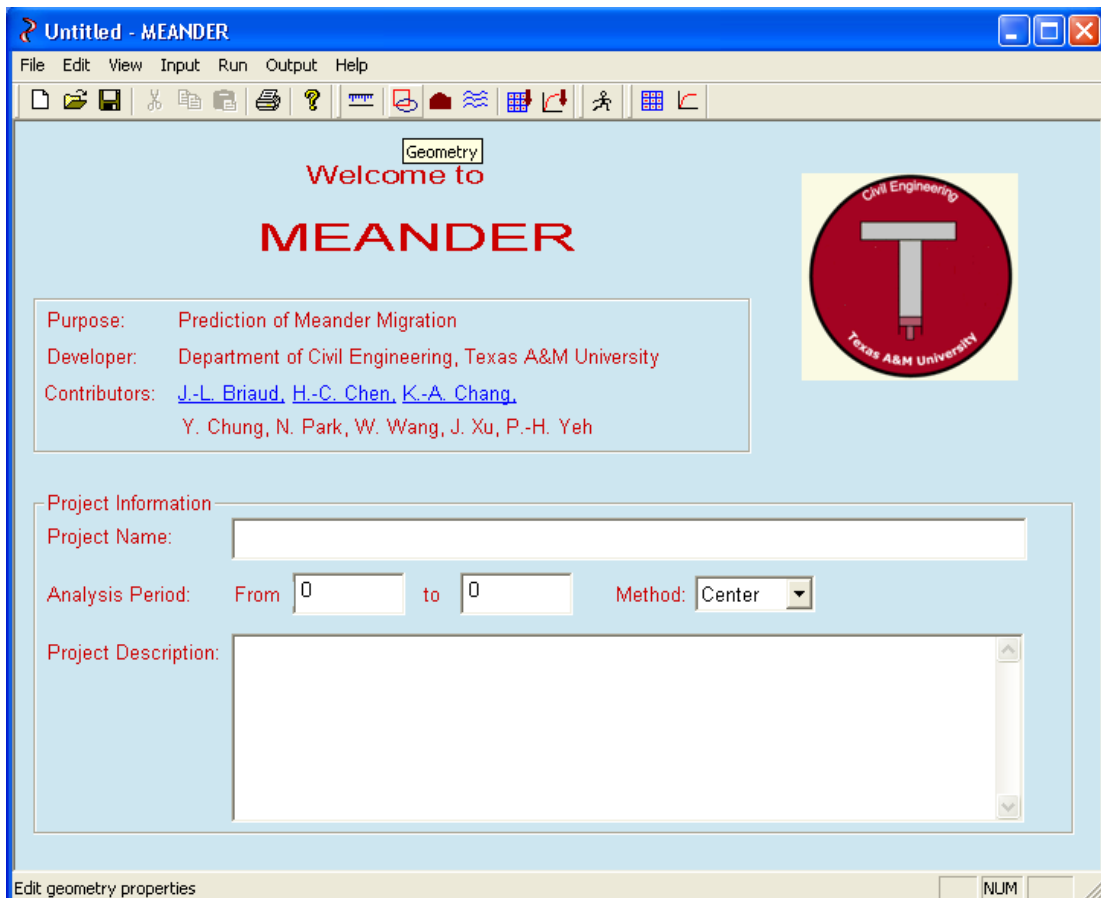 Untitled - MEANDER
File Edit View Input Run Output Help
Geometry
Welcome to
MEANDER
Civil Engineering
Texas A&M University
Purpose: Prediction of Meander Migration
Developer: Department of Civil Engineering, Texas A&M University
Contributors: J.-L. Briaud, H.-C. Chen, K.-A. Chang,
Y. Chung, N. Park, W. Wang, J. Xu, P.-H. Yeh
Project Information
Project Name:
Analysis Period: From 0 to 0 Method: Center
Project Description:
Edit geometry properties NUM